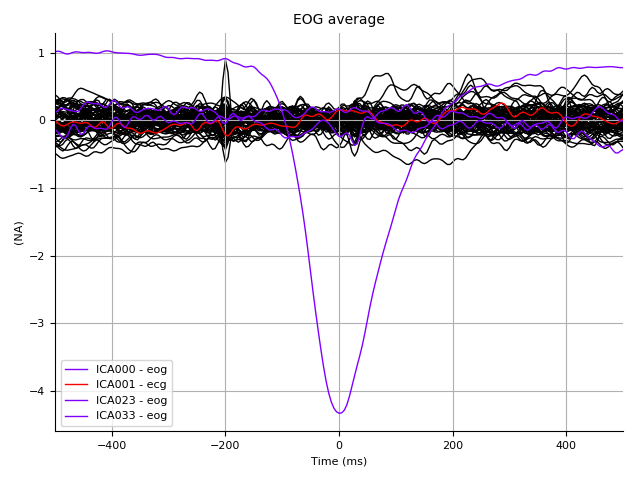 EOG average
1
0
−1
−2
−3
−4
(NA)
ICA000 - eog
ICA001 - ecg
ICA023 - eog
ICA033 - eog
−400
−200
0
200
400
Time (ms)